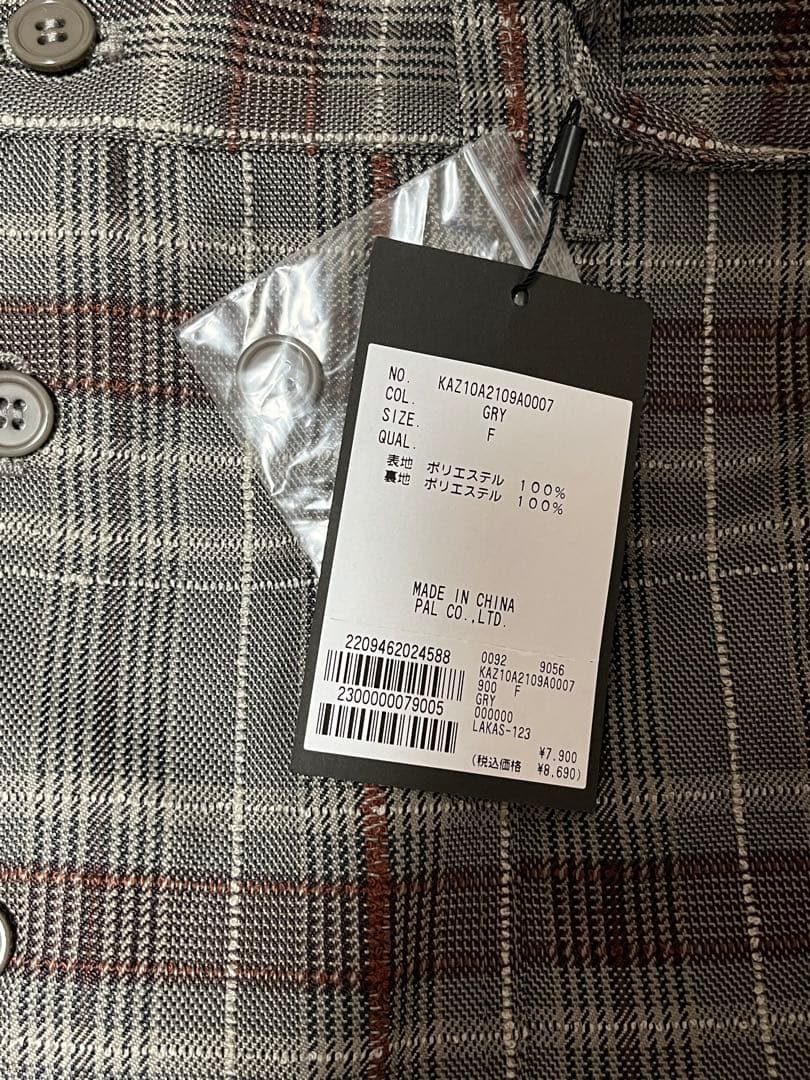 NO. KAZ10A2109A0007
COL. GRY
SIZE. F
QUAL.
表地 ポリエステル 100%
裏地 ポリエステル 100%
MADE IN CHINA
PAL CO.,LTD.
2209462024588
2300000079005
0092 9056
KAZ10A2109A0007
900 F
GRY
000000
LAKAS-123
¥7.900
(税込価格 ¥8.690)